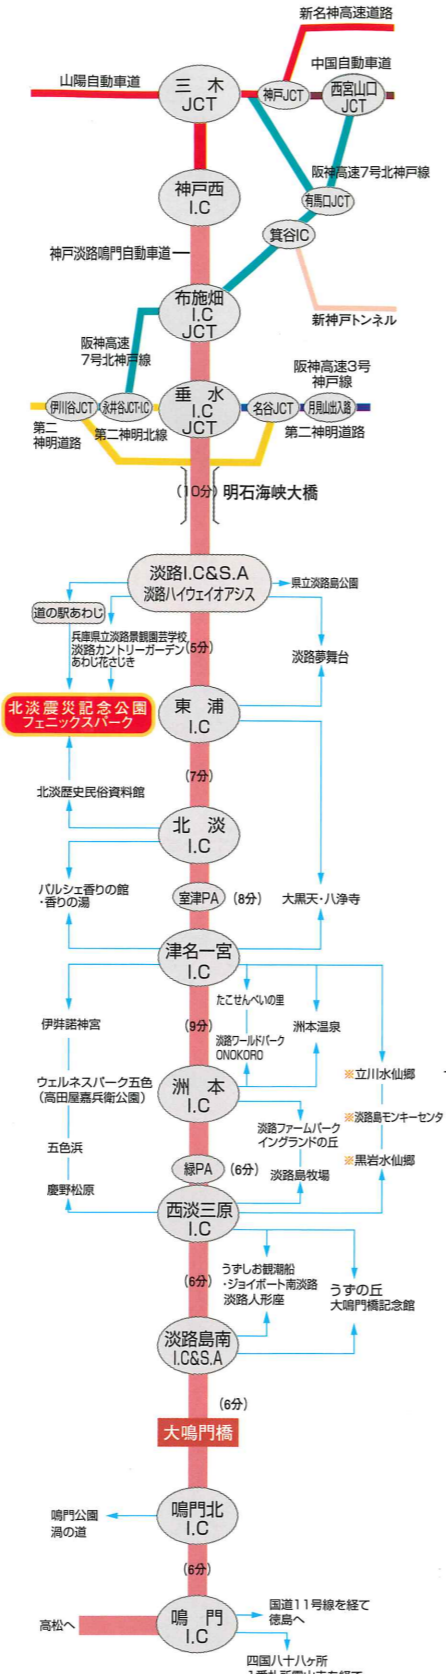 新名神高速道路
中国自動車道
山陽自動車道
三　木
JCT
神戸JCT
西宮山口
JCT
阪神高速7号北神戸線
神戸西
I.C
有馬口JCT
箕谷IC
神戸淡路鳴門自動車道
布施畑
I.C
JCT
新神戸トンネル
阪神高速
7号北神戸線
阪神高速3号
神戸線
垂　水
I.C
JCT
伊川谷JCT
永井谷JCT・I.C
名谷JCT
月見山出入路
第二
神明道路
第二神明北線
第二神明道路
(10分)
明石海峡大橋
淡路I.C&S.A
淡路ハイウェイオアシス
県立淡路島公園
道の駅あわじ
兵庫県立淡路景観園芸学校
淡路カントリーガーデン
あわじ花さじき
(5分)
淡路夢舞台
北淡震災記念公園
フェニックスパーク
東　浦
I.C
(7分)
北淡歴史民俗資料館
北　淡
I.C
パルシェ香りの館
・香りの湯
室津PA
(8分)
大黒天・八浄寺
津名一宮
I.C
たこせんべいの里
伊弉諾神宮
(9分)
洲本温泉
淡路ワールドパーク
ONOKORO
※立川水仙郷
ウェルネスパーク五色
(高田屋嘉兵衛公園)
洲　本
I.C
※淡路島モンキーセンタ
淡路ファームパーク
イングランドの丘
五色浜
※黒岩水仙郷
緑PA
(6分)
淡路島牧場
慶野松原
西淡三原
I.C
うずしお観潮船
・ジョイポート南淡路
淡路人形座
(6分)
うずの丘
大鳴門橋記念館
淡路島南
I.C&S.A
(6分)
大鳴門橋
鳴門公園
渦の道
鳴門北
I.C
(6分)
国道11号線を経て
徳島へ
高松へ
鳴　門
I.C
四国八十八ヶ所